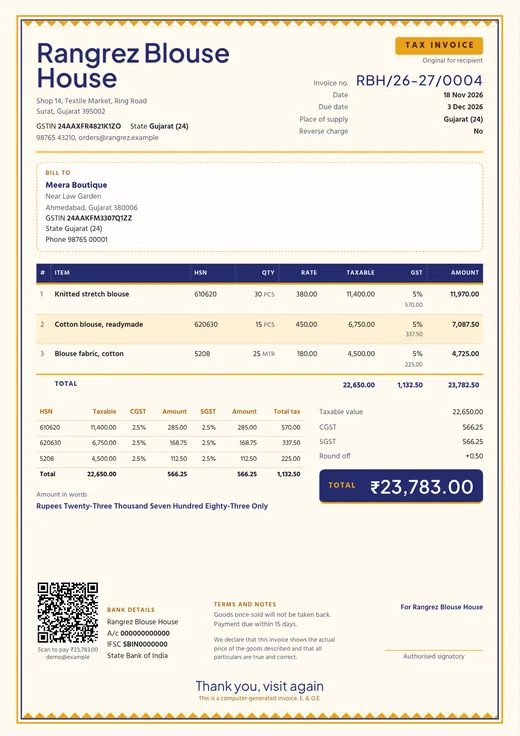 Rangrez Blouse
House
Shop 14, Textile Market, Ring Road
Surat, Gujarat 395002
GSTIN 24AAXFR4821K1ZO State Gujarat (24)
98765 43210, orders@rangrez.example
TAX INVOICE
Original for recipient
Invoice no. RBH/26-27/0004
Date 18 Nov 2026
Due date 3 Dec 2026
Place of supply Gujarat (24)
Reverse charge No
BILL TO
Meera Boutique
Near Law Garden
Ahmedabad, Gujarat 380006
GSTIN 24AAKFM3307Q1ZZ
State Gujarat (24)
Phone 98765 00001
# ITEM HSN QTY RATE TAXABLE GST AMOUNT
1 Knitted stretch blouse 610620 30 PCS 380.00 11,400.00 5% 11,970.00
570.00
2 Cotton blouse, readymade 620630 15 PCS 450.00 6,750.00 5% 7,087.50
337.50
3 Blouse fabric, cotton 5208 25 MTR 180.00 4,500.00 5% 4,725.00
225.00
TOTAL 22,650.00 1,132.50 23,782.50
HSN Taxable CGST Amount SGST Amount Total tax
610620 11,400.00 2.5% 285.00 2.5% 285.00 570.00
620630 6,750.00 2.5% 168.75 2.5% 168.75 337.50
5208 4,500.00 2.5% 112.50 2.5% 112.50 225.00
Total 22,650.00 566.25 566.25 1,132.50
Amount in words
Rupees Twenty-Three Thousand Seven Hundred Eighty-Three Only
Taxable value 22,650.00
CGST 566.25
SGST 566.25
Round off +0.50
TOTAL ₹23,783.00
Scan to pay ₹23,783.00
demo@example
BANK DETAILS
Rangrez Blouse House
A/c 000000000000
IFSC SBIN0000000
State Bank of India
TERMS AND NOTES
Goods once sold will not be taken back.
Payment due within 15 days.
We declare that this invoice shows the actual
price of the goods described and that all
particulars are true and correct.
For Rangrez Blouse House
Authorised signatory
Thank you, visit again
This is a computer-generated invoice. E. & O.E.